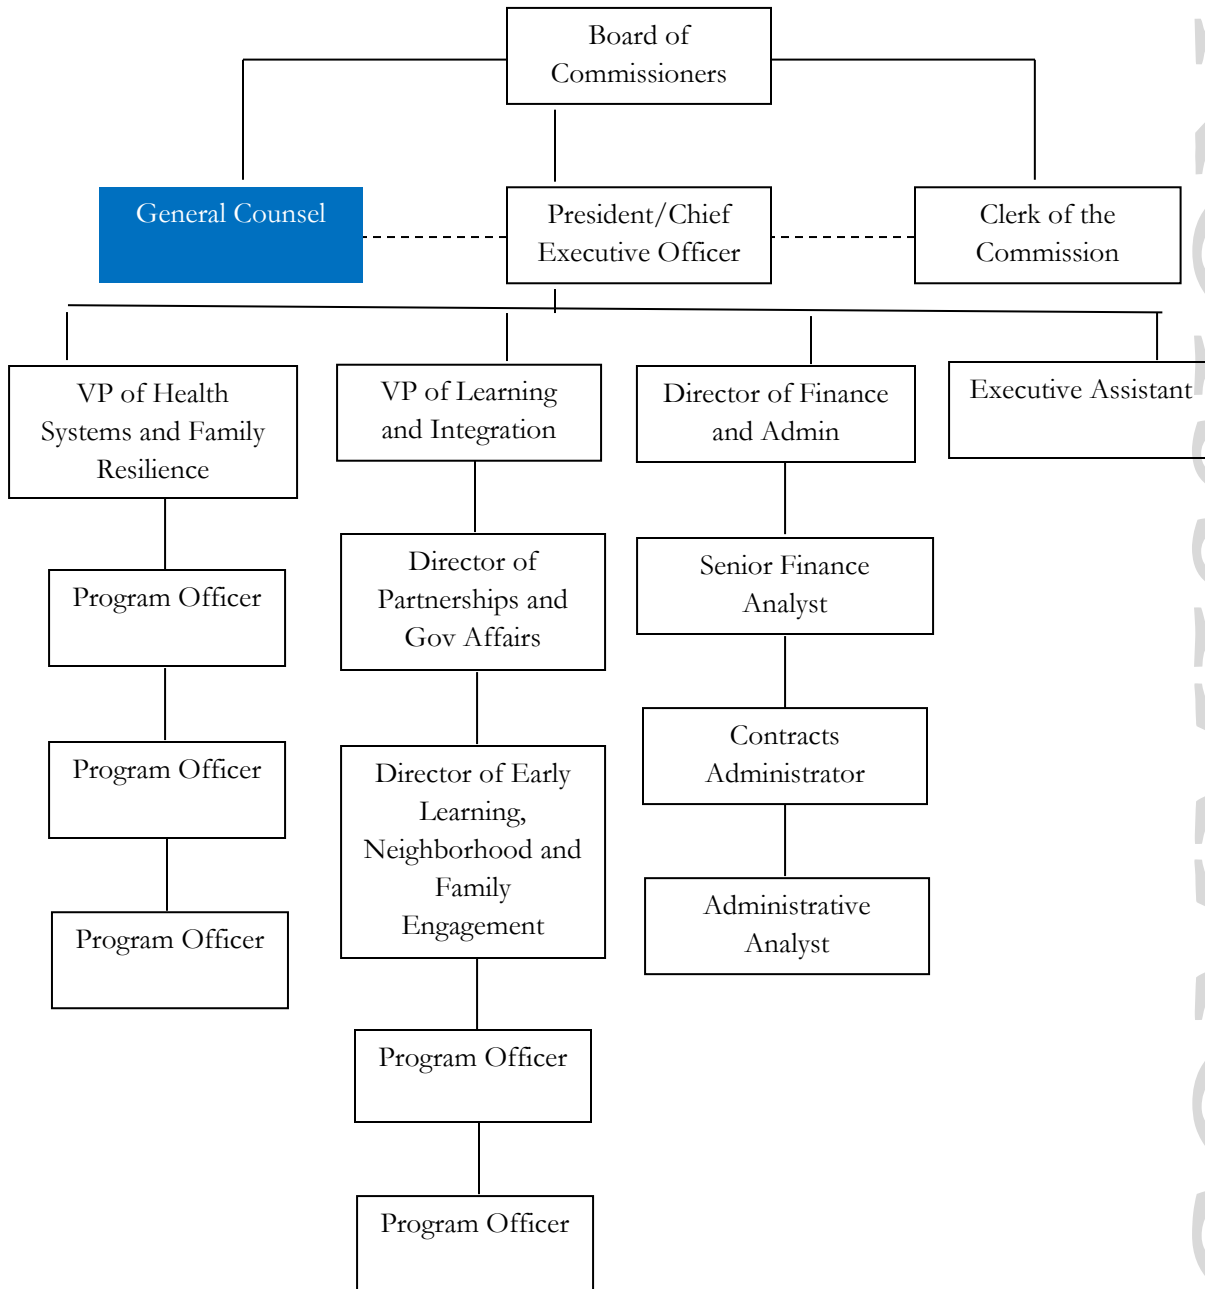 Board of
Commissioners
General Counsel
President/Chief
Executive Officer
Clerk of the
Commission
VP of Health
Systems and Family
Resilience
VP of Learning
and Integration
Director of Finance
and Admin
Executive Assistant
Program Officer
Director of
Partnerships and
Gov Affairs
Senior Finance
Analyst
Program Officer
Director of Early
Learning,
Neighborhood and
Family
Engagement
Contracts
Administrator
Program Officer
Administrative
Analyst
Program Officer
Program Officer